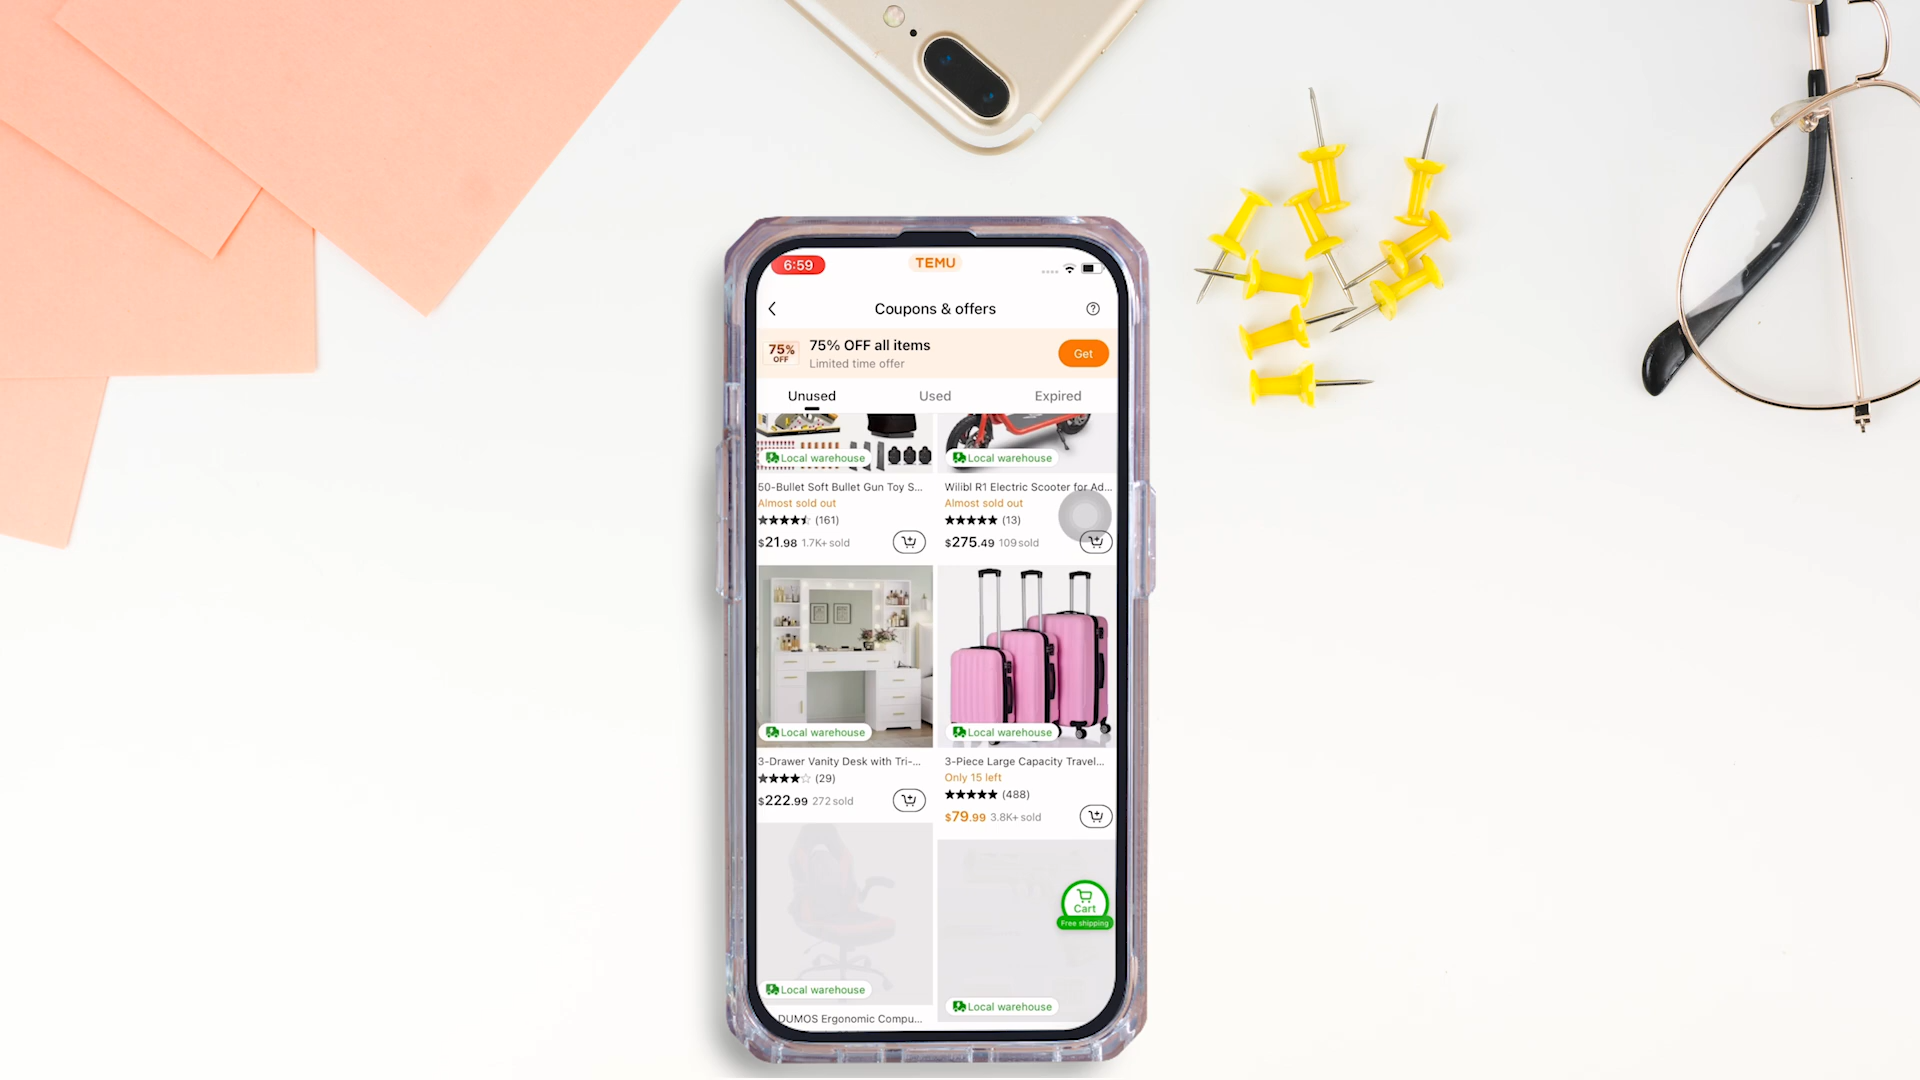 6:59
TEMU
Coupons & offers
75% OFF
75% OFF all items
Limited time offer
Get
Unused
Used
Expired
Local warehouse
Local warehouse
50-Bullet Soft Bullet Gun Toy S...
Almost sold out
(161)
$21.98 1.7K+ sold
Wilibl R1 Electric Scooter for Ad...
Almost sold out
(13)
$275.49 109 sold
Local warehouse
Local warehouse
3-Drawer Vanity Desk with Tri-...
(29)
$222.99 272 sold
3-Piece Large Capacity Travel...
Only 15 left
(488)
$79.99 3.8K+ sold
Cart
Free shipping
Local warehouse
Local warehouse
DUMOS Ergonomic Compu...